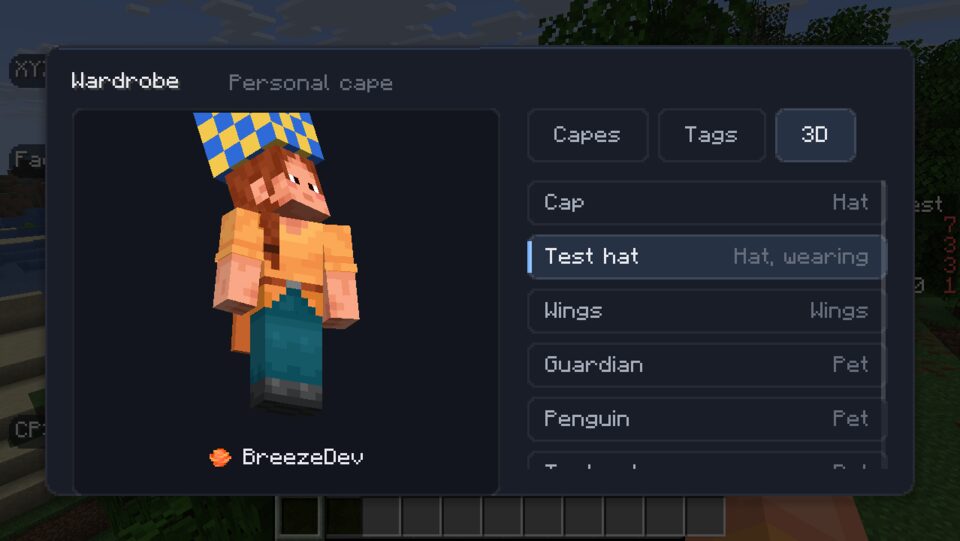 Wardrobe
Personal cape
Capes
Tags
3D
Cap
Hat
Test hat
Hat, wearing
Wings
Wings
Guardian
Pet
Penguin
Pet
BreezeDev